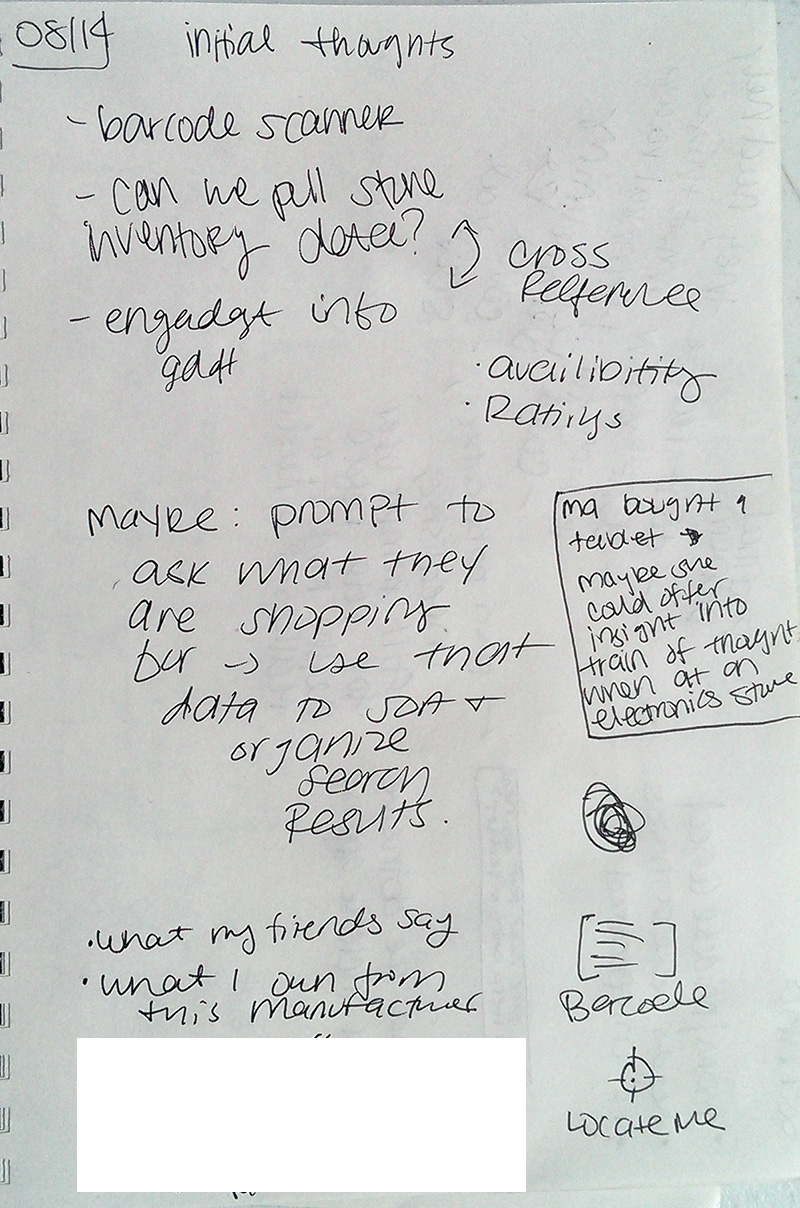 08/14 initial thoughts
- barcode scanner
- can we pull store
inventory data?
cross
Reference
- engadget info
gdgt
· availibitity
· Ratings
maybe: prompt to
ask what they
are shopping
for → use that
data to sort +
organize
search
Results.
ma bought a
tablet
maybe she
could offer
insight into
train of thought
when at an
electronics store
· what my friends say
· what I own from
this manufacturer
Barcode
Locate Me